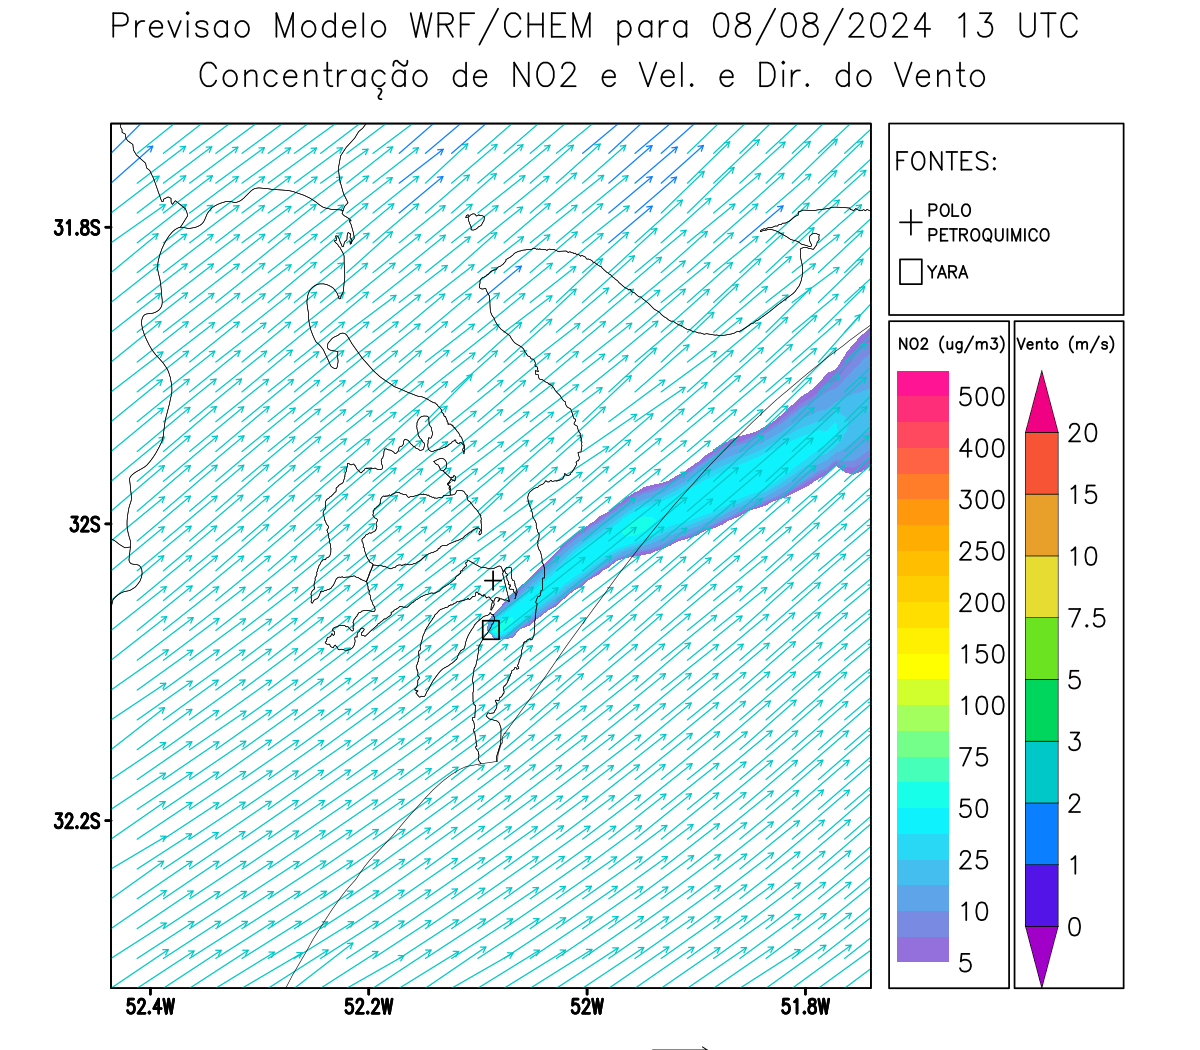 Previsao Modelo WRF/CHEM para 08/08/2024 13 UTC
Concentração de NO2 e Vel. e Dir. do Vento
FONTES:
POLO
PETROQUIMICO
YARA
NO2 (ug/m3)
500
400
300
250
200
150
100
75
50
25
10
5
Vento (m/s)
20
15
10
7.5
5
3
2
1
0
31.8S
32S
32.2S
52.4W
52.2W
52W
51.8W